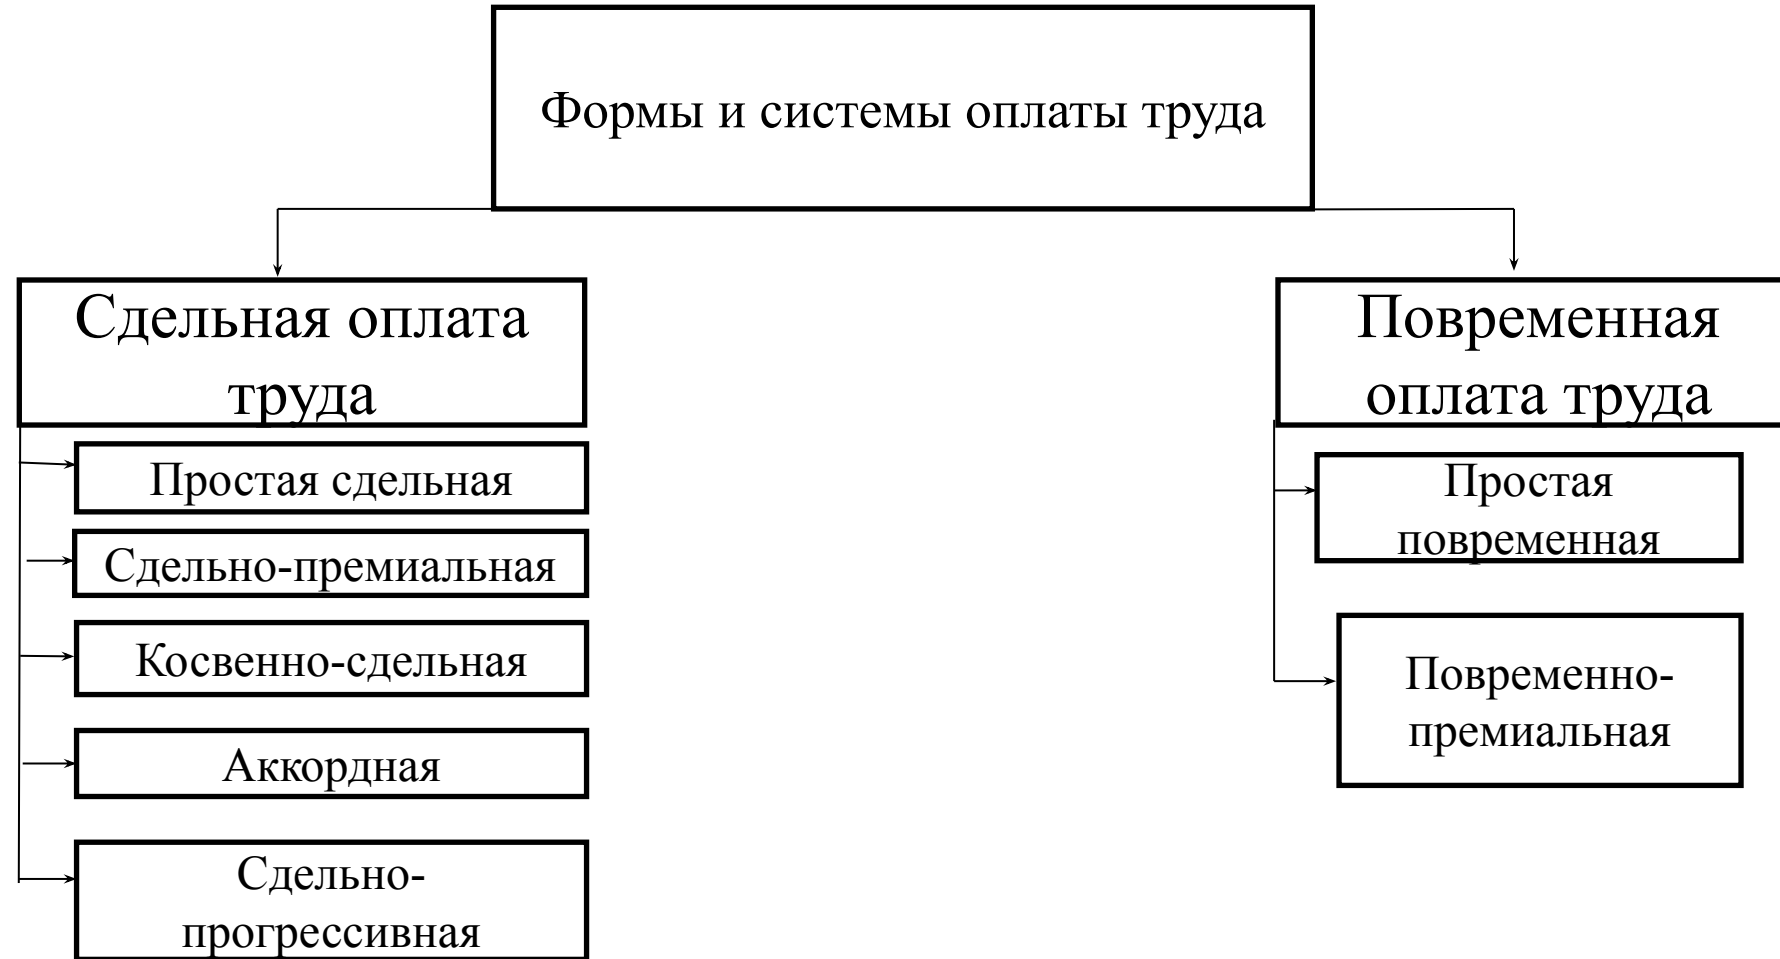 Формы и системы оплаты труда
Сдельная оплата
труда
Простая сдельная
Сдельно-премиальная
Косвенно-сдельная
Аккордная
Сдельно-
прогрессивная
Повременная
оплата труда
Простая
повременная
Повременно-
премиальная